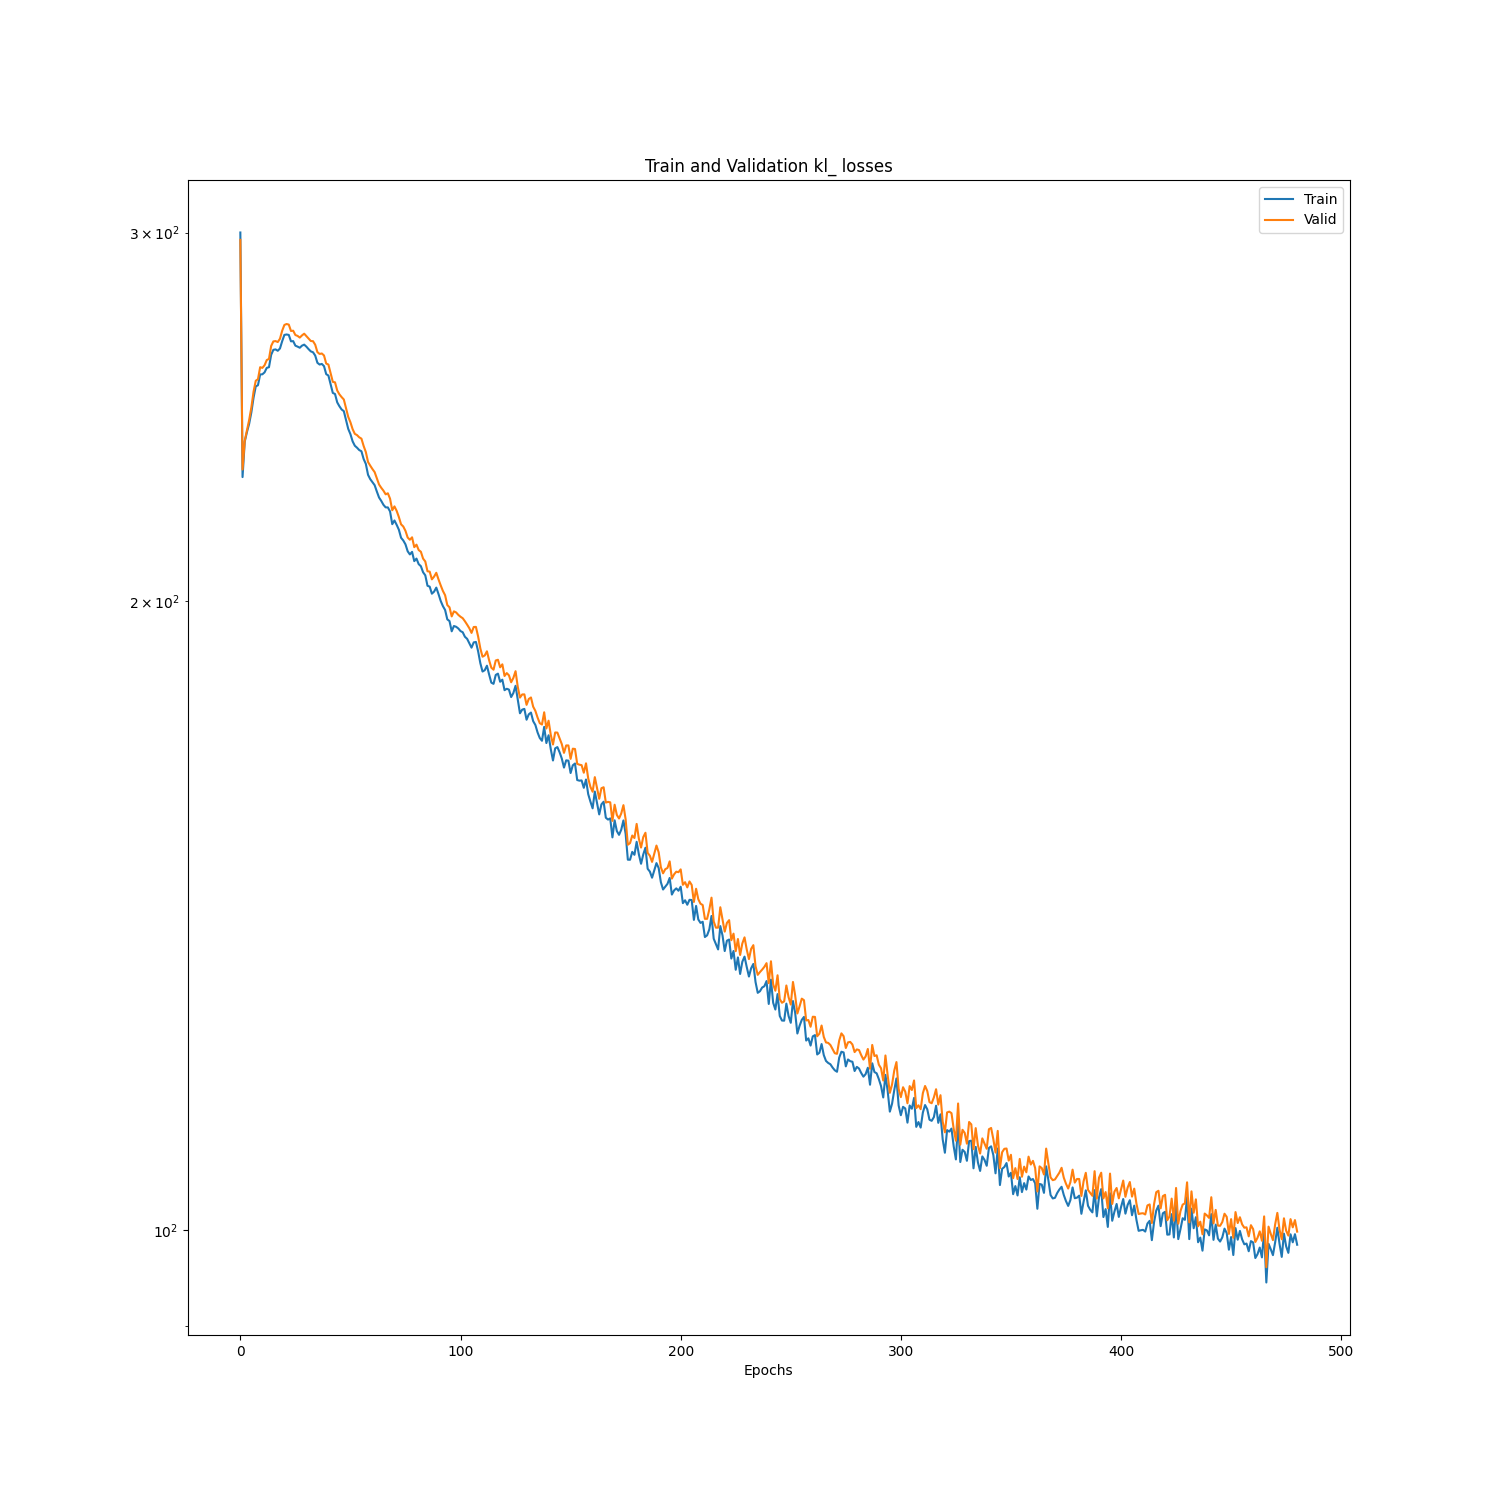 Train and Validation kl_ losses
Train
Valid
3 × 10²
2 × 10²
10²
0 100 200 300 400 500
Epochs